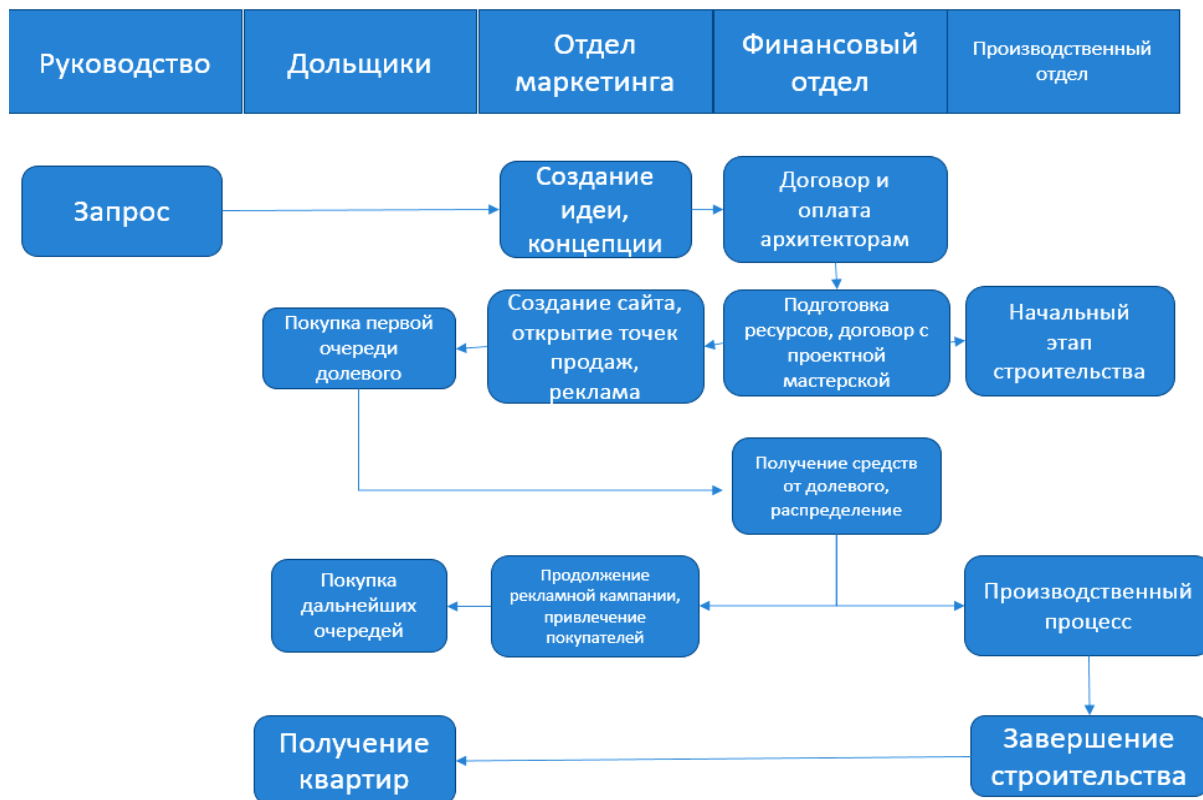 Руководство
Дольщики
Отдел
маркетинга
Финансовый
отдел
Производственный
отдел
Запрос
Создание
идеи,
концепции
Договор и
оплата
архитекторам
Покупка первой
очереди
долевого
Создание сайта,
открытие точек
продаж,
реклама
Подготовка
ресурсов, договор с
проектной
мастерской
Начальный
этап
строительства
Получение средств
от долевого,
распределение
Покупка
дальнейших
очередей
Продолжение
рекламной кампании,
привлечение
покупателей
Производственный
процесс
Получение
квартир
Завершение
строительства